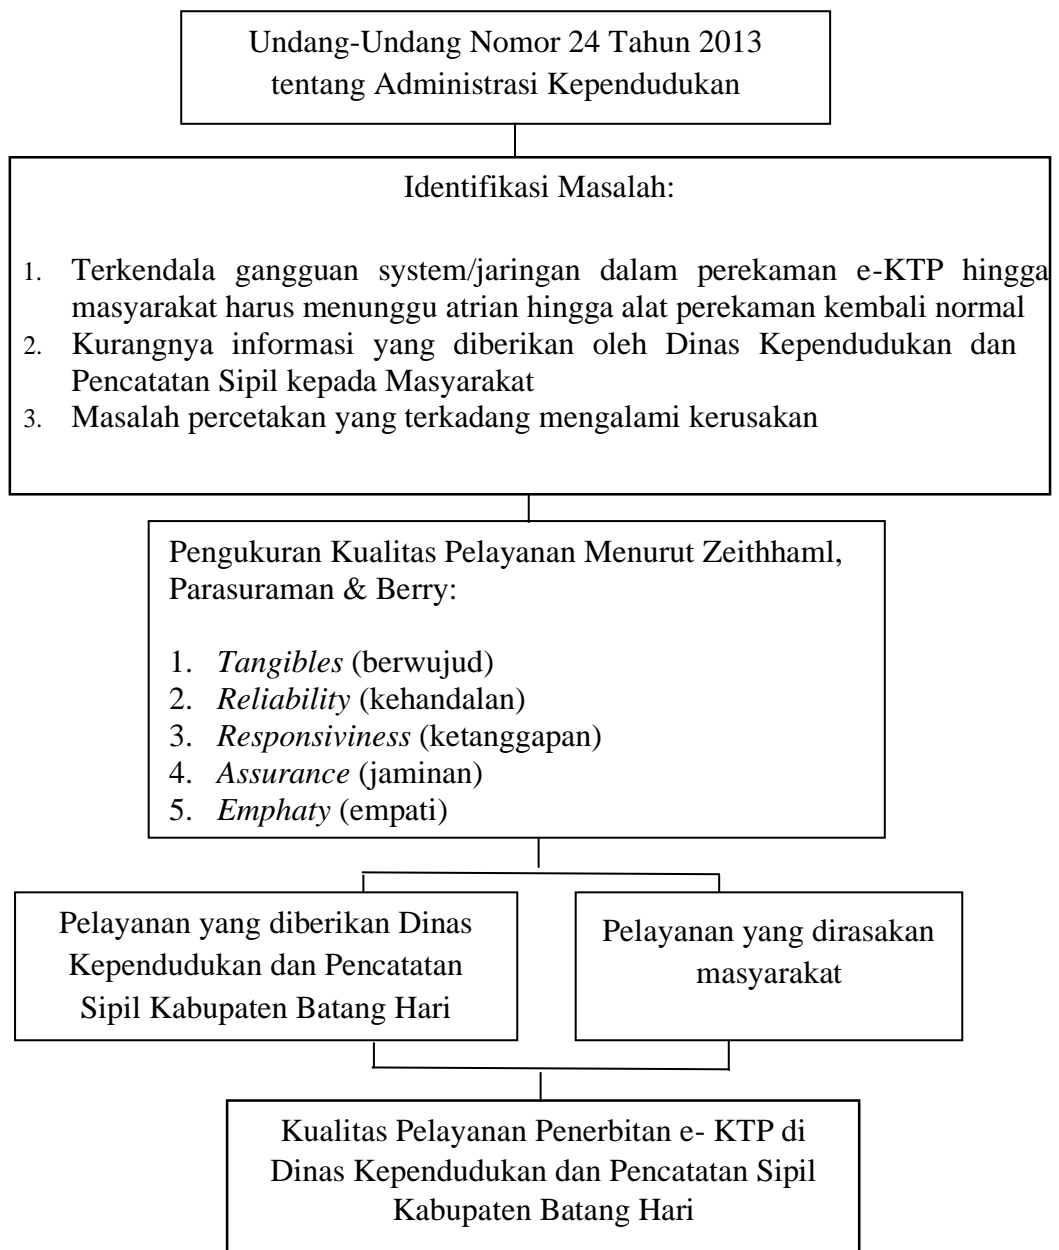 Undang-Undang Nomor 24 Tahun 2013
tentang Administrasi Kependudukan
Identifikasi Masalah:
1. Terkendala gangguan system/jaringan dalam perekaman e-KTP hingga
masyarakat harus menunggu atrian hingga alat perekaman kembali normal
2. Kurangnya informasi yang diberikan oleh Dinas Kependudukan dan
Pencatatan Sipil kepada Masyarakat
3. Masalah percetakan yang terkadang mengalami kerusakan
Pengukuran Kualitas Pelayanan Menurut Zeithhaml,
Parasuraman & Berry:
1. Tangibles (berwujud)
2. Reliability (kehandalan)
3. Responsiviness (ketanggapan)
4. Assurance (jaminan)
5. Emphaty (empati)
Pelayanan yang diberikan Dinas
Kependudukan dan Pencatatan
Sipil Kabupaten Batang Hari
Pelayanan yang dirasakan
masyarakat
Kualitas Pelayanan Penerbitan e- KTP di
Dinas Kependudukan dan Pencatatan Sipil
Kabupaten Batang Hari